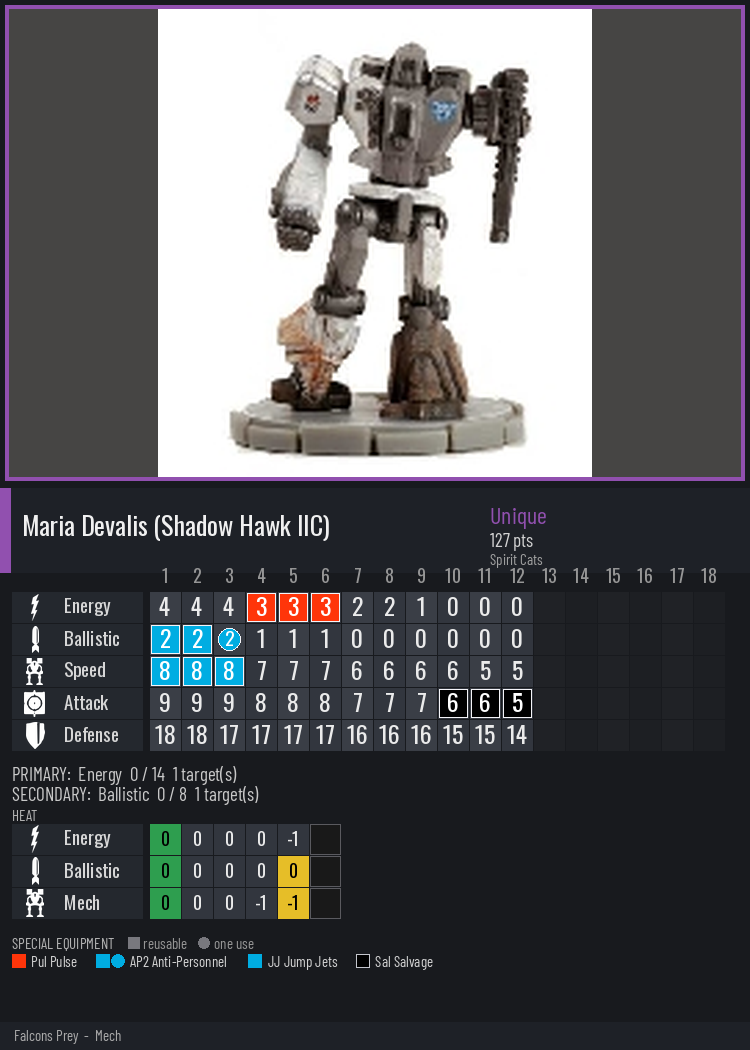 Maria Devalis (Shadow Hawk IIC)
Unique
127 pts
Spirit Cats
1 2 3 4 5 6 7 8 9 10 11 12 13 14 15 16 17 18
Energy 4 4 4 3 3 3 2 2 1 0 0 0
Ballistic 2 2 2 1 1 1 0 0 0 0 0 0
Speed 8 8 8 7 7 7 6 6 6 6 5 5
Attack 9 9 9 8 8 8 7 7 7 6 6 5
Defense 18 18 17 17 17 17 16 16 16 15 15 14
PRIMARY: Energy 0 / 14 1 target(s)
SECONDARY: Ballistic 0 / 8 1 target(s)
HEAT
Energy 0 0 0 0 -1
Ballistic 0 0 0 0 0
Mech 0 0 0 -1 -1
SPECIAL EQUIPMENT reusable one use
Pul Pulse AP2 Anti-Personnel JJ Jump Jets Sal Salvage
Falcons Prey - Mech